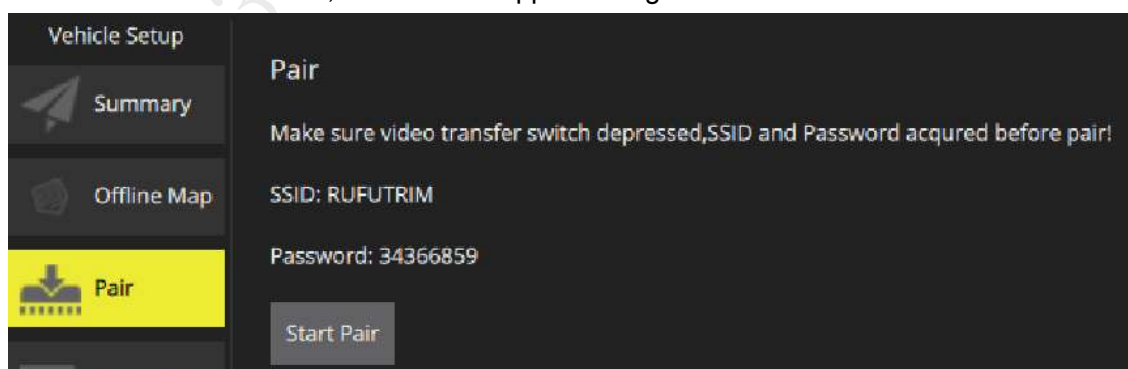 Vehicle Setup
Summary
Offline Map
Pair
Pair
Make sure video transfer switch depressed,SSID and Password acqured before pair!
SSID: RUFUTRIM
Password: 34366859
Start Pair